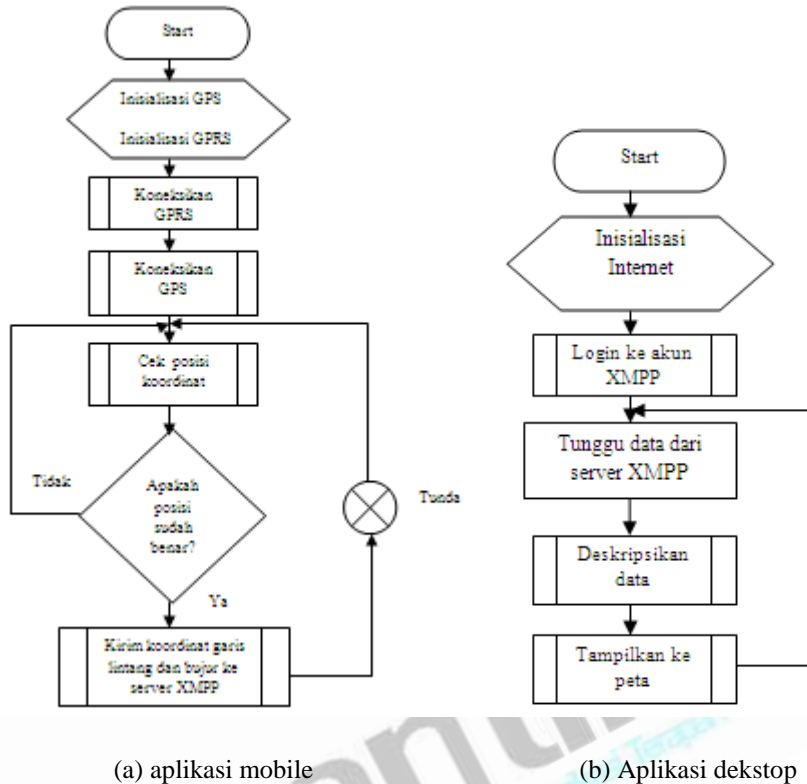 Start
Inisialisasi GPS
Inisialisasi GPRS
Koneksikan
GPRS
Koneksikan
GPS
Cek posisi
koordinat
Tidak
Apakah
posisi
sudah
benar?
Tunda
Ya
Kirim koordinat garis
lintang dan bujur ke
server XMPP
(a) aplikasi mobile
Start
Inisialisasi
Internet
Login ke akun
XMPP
Tunggu data dari
server XMPP
Deskripsikan
data
Tampilkan ke
peta
(b) Aplikasi dekstop